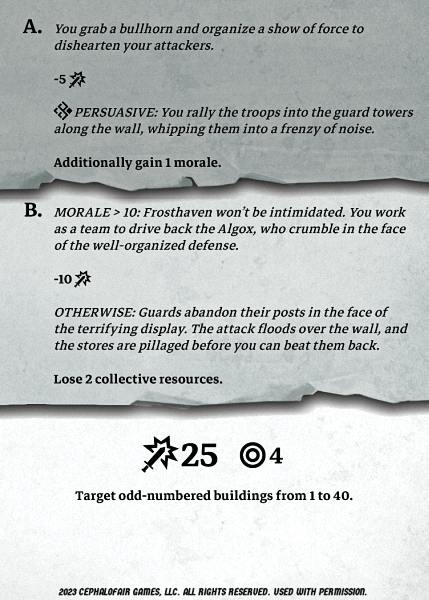 A. You grab a bullhorn and organize a show of force to
dishearten your attackers.
-5
PERSUASIVE: You rally the troops into the guard towers
along the wall, whipping them into a frenzy of noise.
Additionally gain 1 morale.
B. MORALE > 10: Frosthaven won't be intimidated. You work
as a team to drive back the Algox, who crumble in the face
of the well-organized defense.
-10
OTHERWISE: Guards abandon their posts in the face of
the terrifying display. The attack floods over the wall, and
the stores are pillaged before you can beat them back.
Lose 2 collective resources.
25 4
Target odd-numbered buildings from 1 to 40.
2023 CEPHALOFAIR GAMES, LLC. ALL RIGHTS RESERVED. USED WITH PERMISSION.